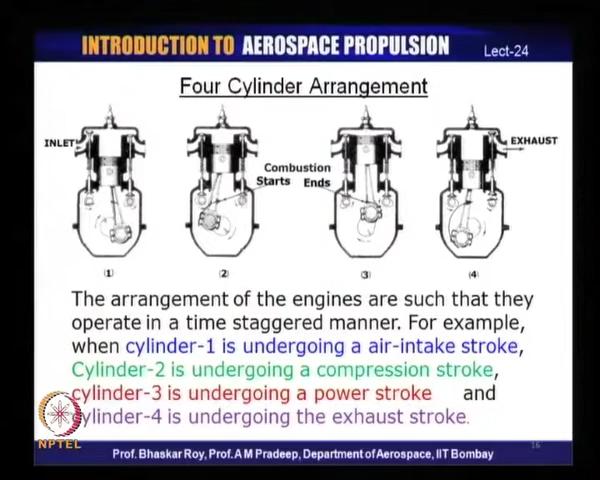 INTRODUCTION TO AEROSPACE PROPULSION
Lect-24
Four Cylinder Arrangement
INLET
Combustion
Starts Ends
EXHAUST
(1) (2) (3) (4)
The arrangement of the engines are such that they
operate in a time staggered manner. For example,
when cylinder-1 is undergoing a air-intake stroke,
Cylinder-2 is undergoing a compression stroke,
cylinder-3 is undergoing a power stroke and
cylinder-4 is undergoing the exhaust stroke.
NPTEL
16
Prof. Bhaskar Roy, Prof.A M Pradeep, Department of Aerospace, IIT Bombay